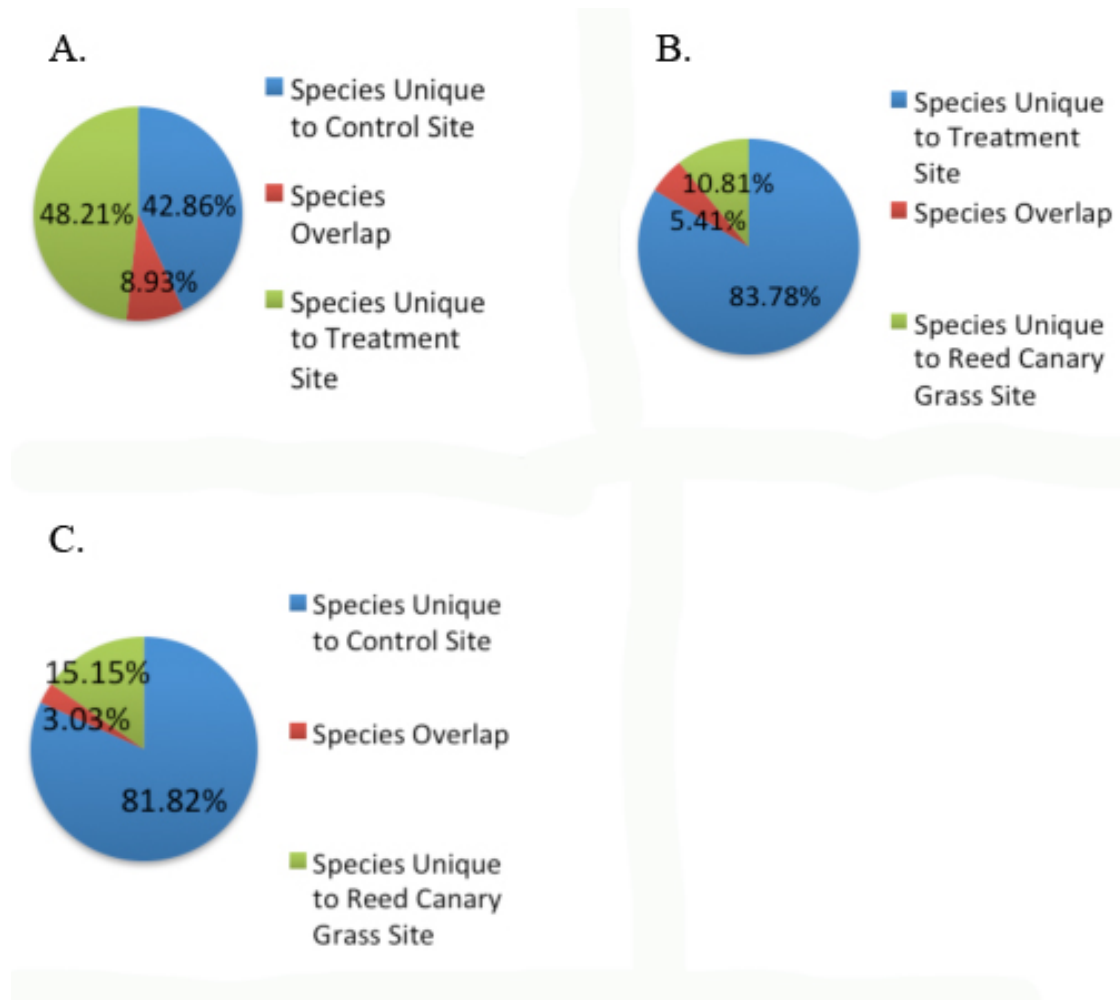 A.
Species Unique
to Control Site
Species
Overlap
Species Unique
to Treatment
Site
48.21%
42.86%
8.93%
B.
Species Unique
to Treatment
Site
Species Overlap
Species Unique
to Reed Canary
Grass Site
10.81%
5.41%
83.78%
C.
Species Unique
to Control Site
Species Overlap
Species Unique
to Reed Canary
Grass Site
15.15%
3.03%
81.82%